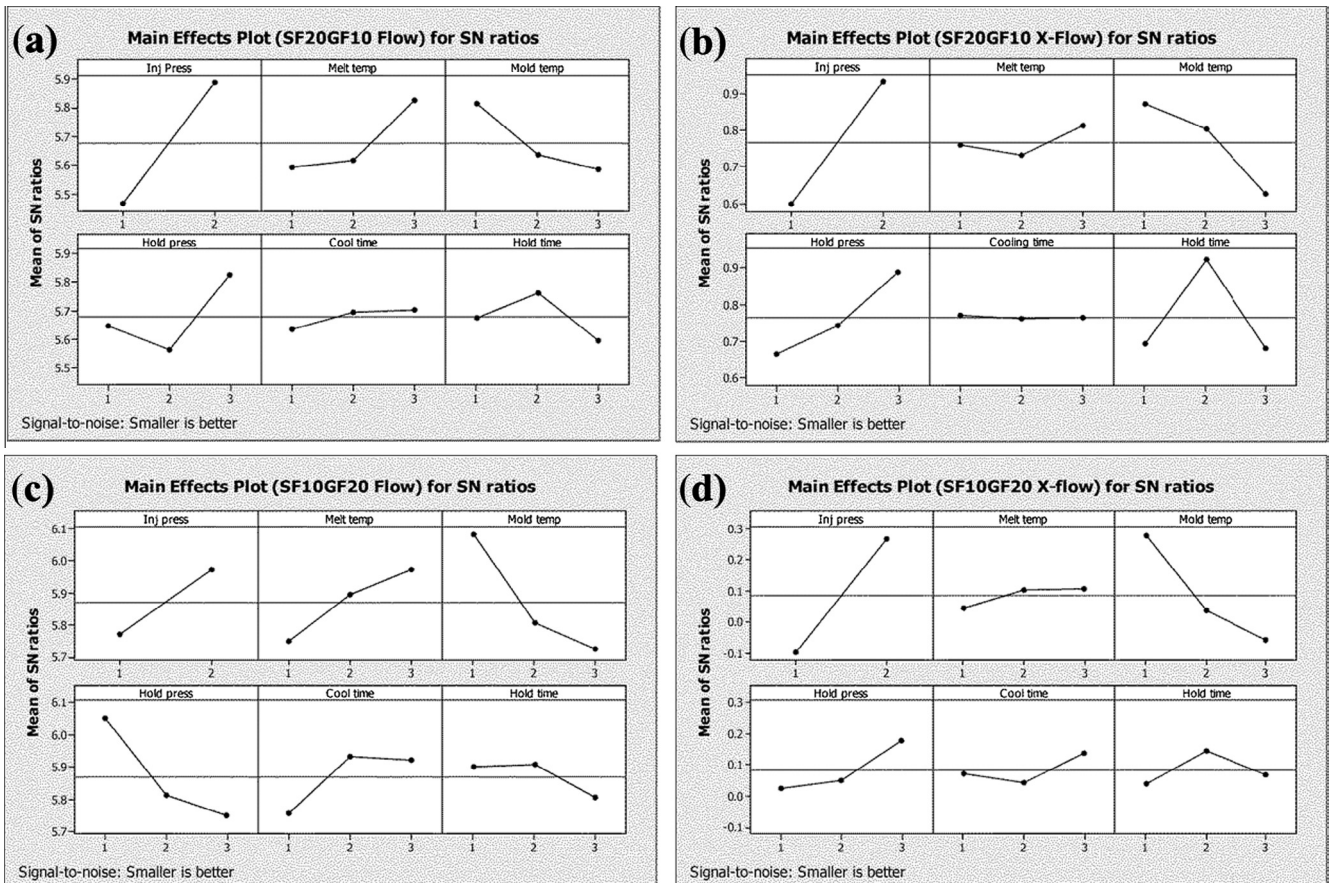 (a)
Main Effects Plot (SF20GF10 Flow) for SN ratios
Mean of SN ratios
Inj Press Melt temp Mold temp
5.9
5.8
5.7
5.6
5.5
1 2
Hold press Cool time Hold time
5.9
5.8
5.7
5.6
5.5
1 2 3 1 2 3 1 2 3
Signal-to-noise: Smaller is better
(b)
Main Effects Plot (SF20GF10 X-Flow) for SN ratios
Mean of SN ratios
Inj press Melt temp Mold temp
0.9
0.8
0.7
0.6
1 2
Hold press Cooling time Hold time
0.9
0.8
0.7
0.6
1 2 3 1 2 3 1 2 3
Signal-to-noise: Smaller is better
(c)
Main Effects Plot (SF10GF20 Flow) for SN ratios
Mean of SN ratios
Inj press Melt temp Mold temp
6.1
6.0
5.9
5.8
5.7
1 2
Hold press Cool time Hold time
6.1
6.0
5.9
5.8
5.7
1 2 3 1 2 3 1 2 3
Signal-to-noise: Smaller is better
(d)
Main Effects Plot (SF10GF20 X-flow) for SN ratios
Mean of SN ratios
Inj press Melt temp Mold temp
0.3
0.1
0.0
-0.1
1 2
Hold press Cool time Hold time
0.3
0.1
0.0
-0.1
1 2 3 1 2 3 1 2 3
Signal-to-noise: Smaller is better